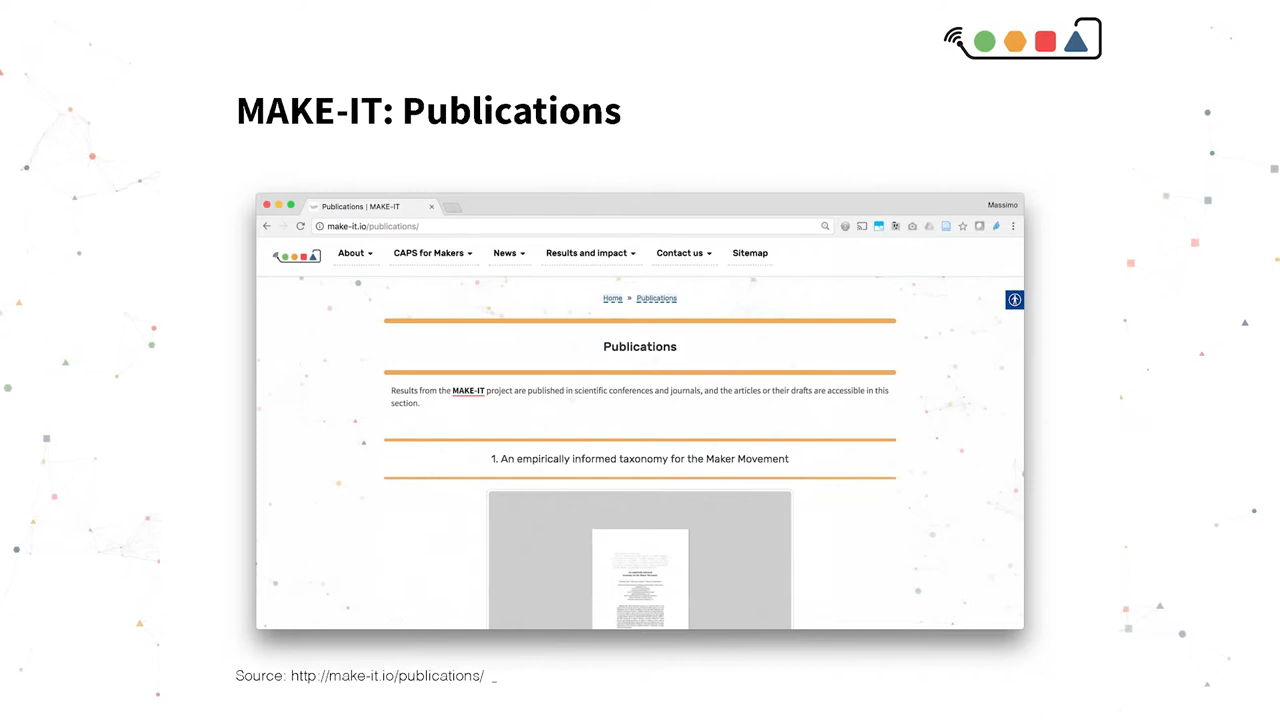 MAKE-IT: Publications
Publications | MAKE-IT
Massimo
make-it.io/publications/
About
CAPS for Makers
News
Results and impact
Contact us
Sitemap
Home » Publications
Publications
Results from the MAKE-IT project are published in scientific conferences and journals, and the articles or their drafts are accessible in this
section.
1. An empirically informed taxonomy for the Maker Movement
Source: http://make-it.io/publications/ _